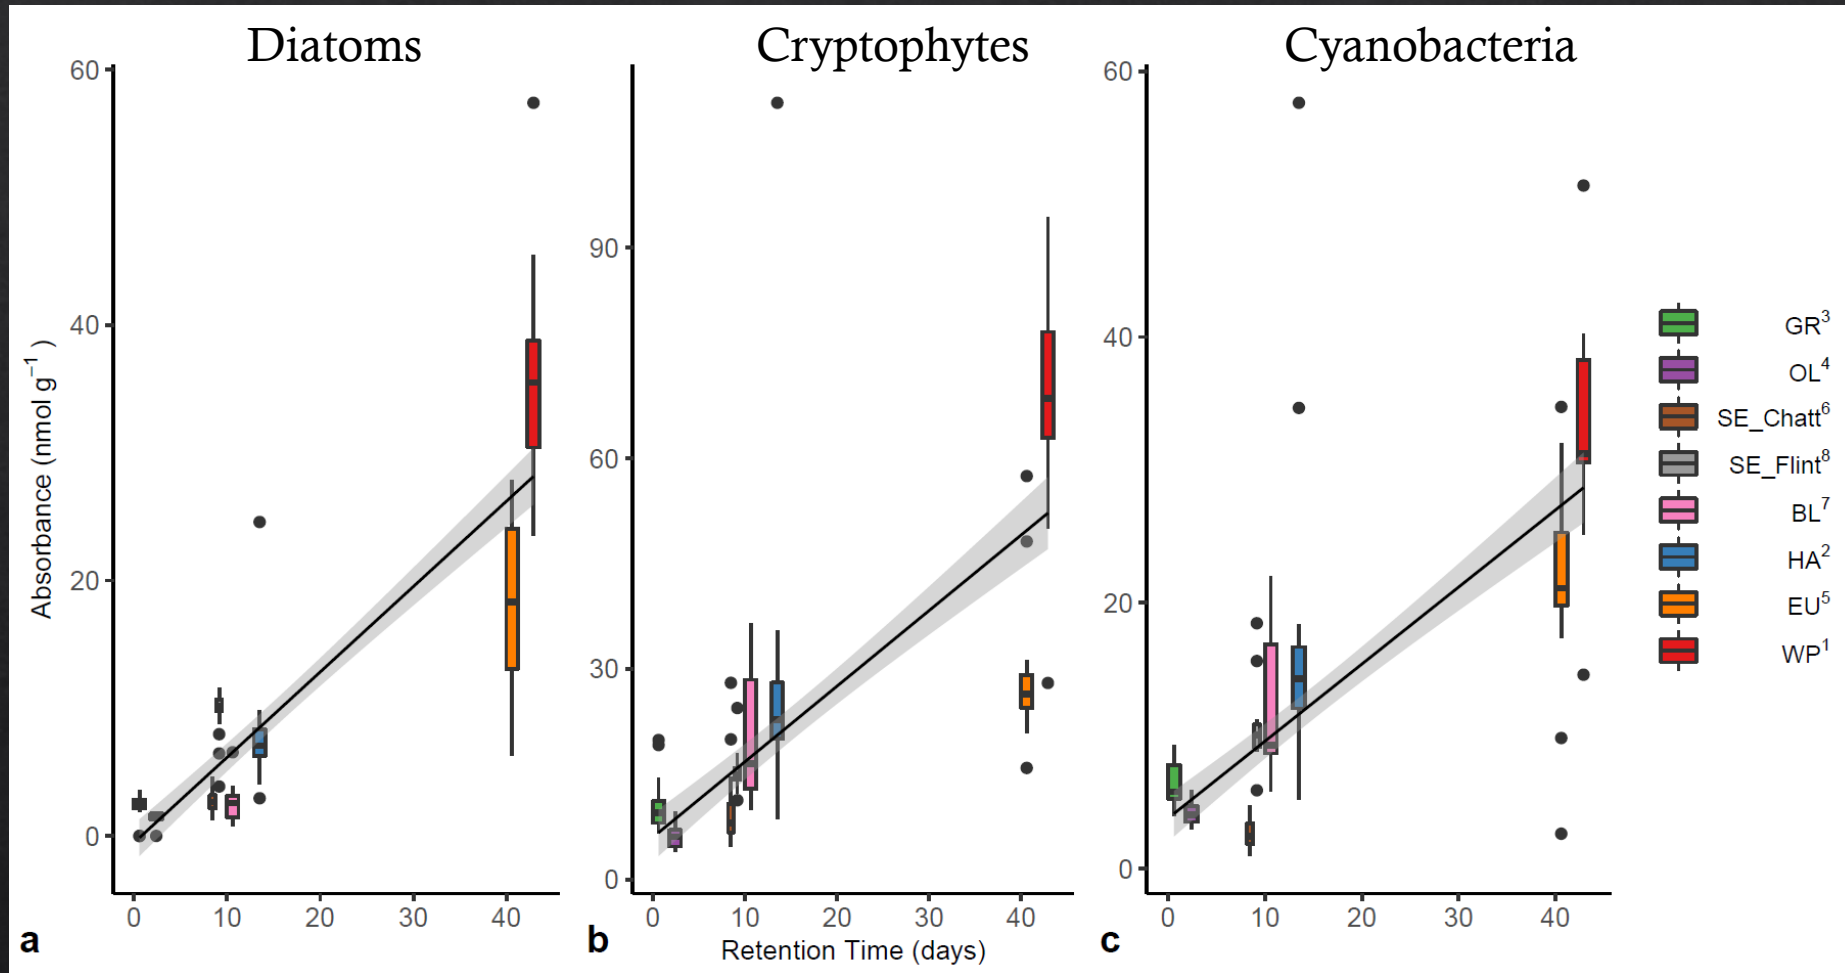 Diatoms
Cryptophytes
Cyanobacteria
Absorbance (nmol g⁻¹ )
60
40
20
0
0 10 20 30 40
a
90
60
30
0
0 10 20 30 40
Retention Time (days)
b
60
40
20
0
0 10 20 30 40
c
GR³
OL⁴
SE_Chatt⁶
SE_Flint⁸
BL⁷
HA²
EU⁵
WP¹